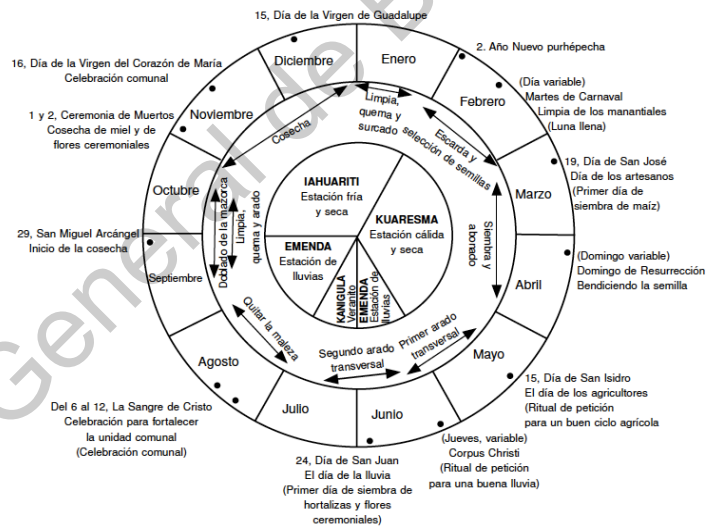 15, Día de la Virgen de Guadalupe
2. Año Nuevo purhépecha
(Día variable)
Martes de Carnaval
Limpia de los manantiales
(Luna llena)
19, Día de San José
Día de los artesanos
(Primer día de
siembra de maíz)
(Domingo variable)
Domingo de Resurrección
Bendiciendo la semilla
15, Día de San Isidro
El día de los agricultores
(Ritual de petición
para un buen ciclo agrícola
(Jueves, variable)
Corpus Christi
(Ritual de petición
para una buena lluvia)
24, Día de San Juan
El día de la lluvia
(Primer día de siembra de
hortalizas y flores
ceremoniales)
Del 6 al 12, La Sangre de Cristo
Celebración para fortalecer
la unidad comunal
(Celebración comunal)
29, San Miguel Arcángel
Inicio de la cosecha
1 y 2, Ceremonia de Muertos
Cosecha de miel y de
flores ceremoniales
16, Día de la Virgen del Corazón de María
Celebración comunal
Enero
Febrero
Marzo
Abril
Mayo
Junio
Julio
Agosto
Septiembre
Octubre
Noviembre
Diciembre
Limpia,
quema y
surcado
Escarda y
selección de semillas
Siembra y
abonado
Primer arado
transversal
Segundo arado
transversal
Quitar la maleza
Doblado de la mazorca
Limpia,
quema y arado
Cosecha
IAHUARITI
Estación fría
y seca
KUARESMA
Estación cálida
y seca
EMENDA
Estación de
lluvias
KANIGULA
Veranito
EMENDA
Estación de
lluvias
General de